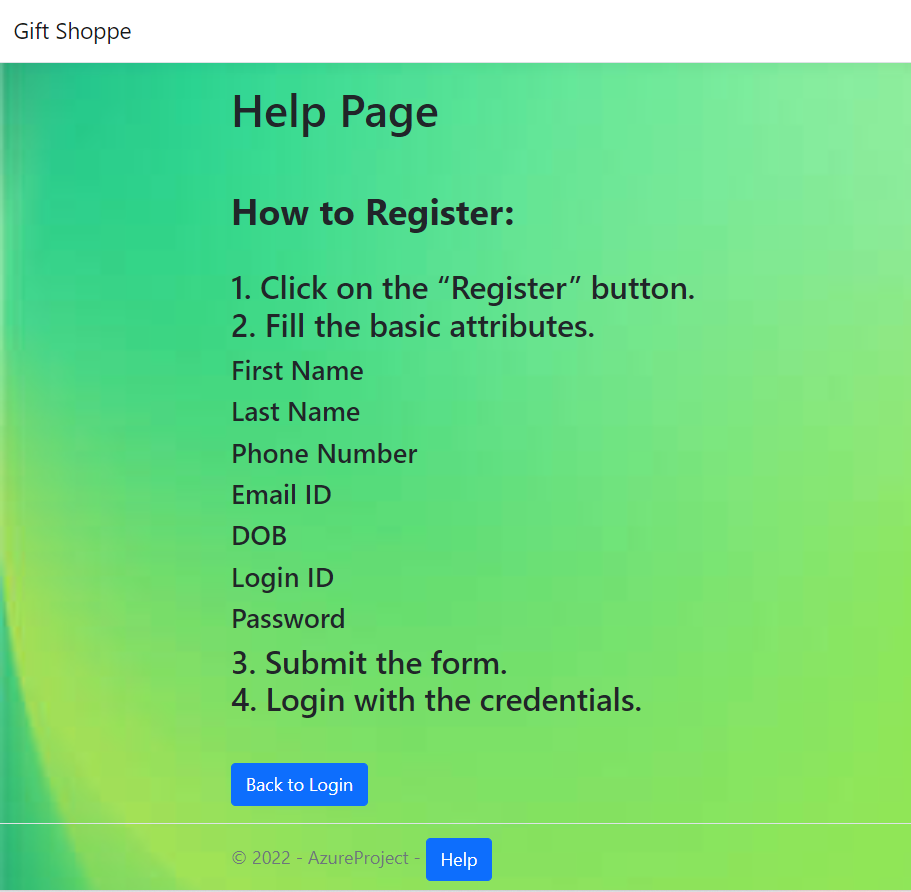 Gift Shoppe
Help Page
How to Register:
1. Click on the “Register” button.
2. Fill the basic attributes.
First Name
Last Name
Phone Number
Email ID
DOB
Login ID
Password
3. Submit the form.
4. Login with the credentials.
Back to Login
© 2022 - AzureProject - Help